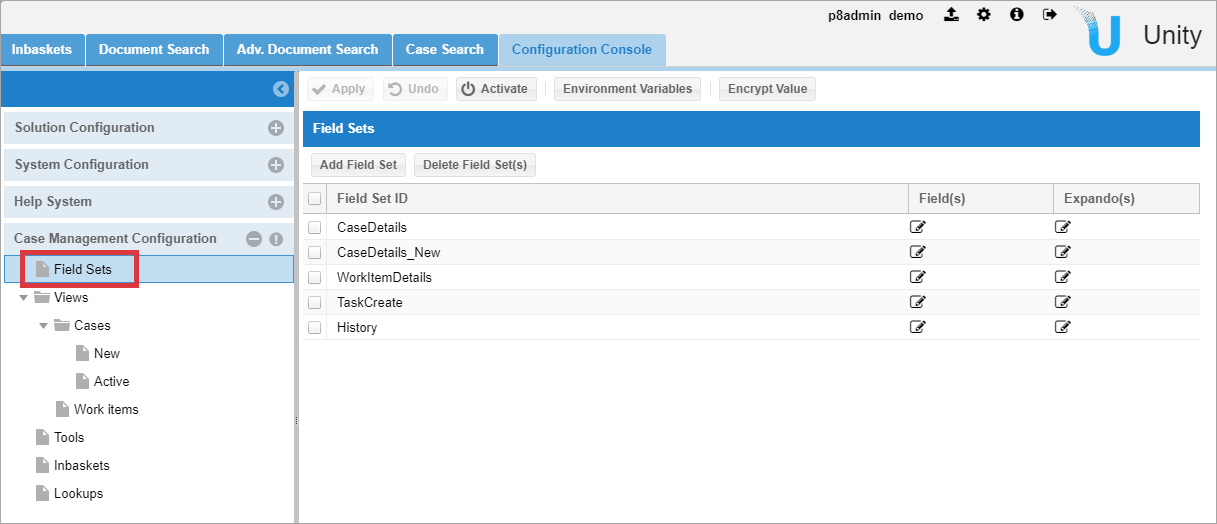 p8admin demo
Unity
Inbaskets Document Search Adv. Document Search Case Search Configuration Console
Apply Undo Activate Environment Variables Encrypt Value
Solution Configuration
System Configuration
Help System
Case Management Configuration
Field Sets
Views
Cases
New
Active
Work items
Tools
Inbaskets
Lookups
Field Sets
Add Field Set Delete Field Set(s)
Field Set ID Field(s) Expando(s)
CaseDetails
CaseDetails_New
WorkItemDetails
TaskCreate
History